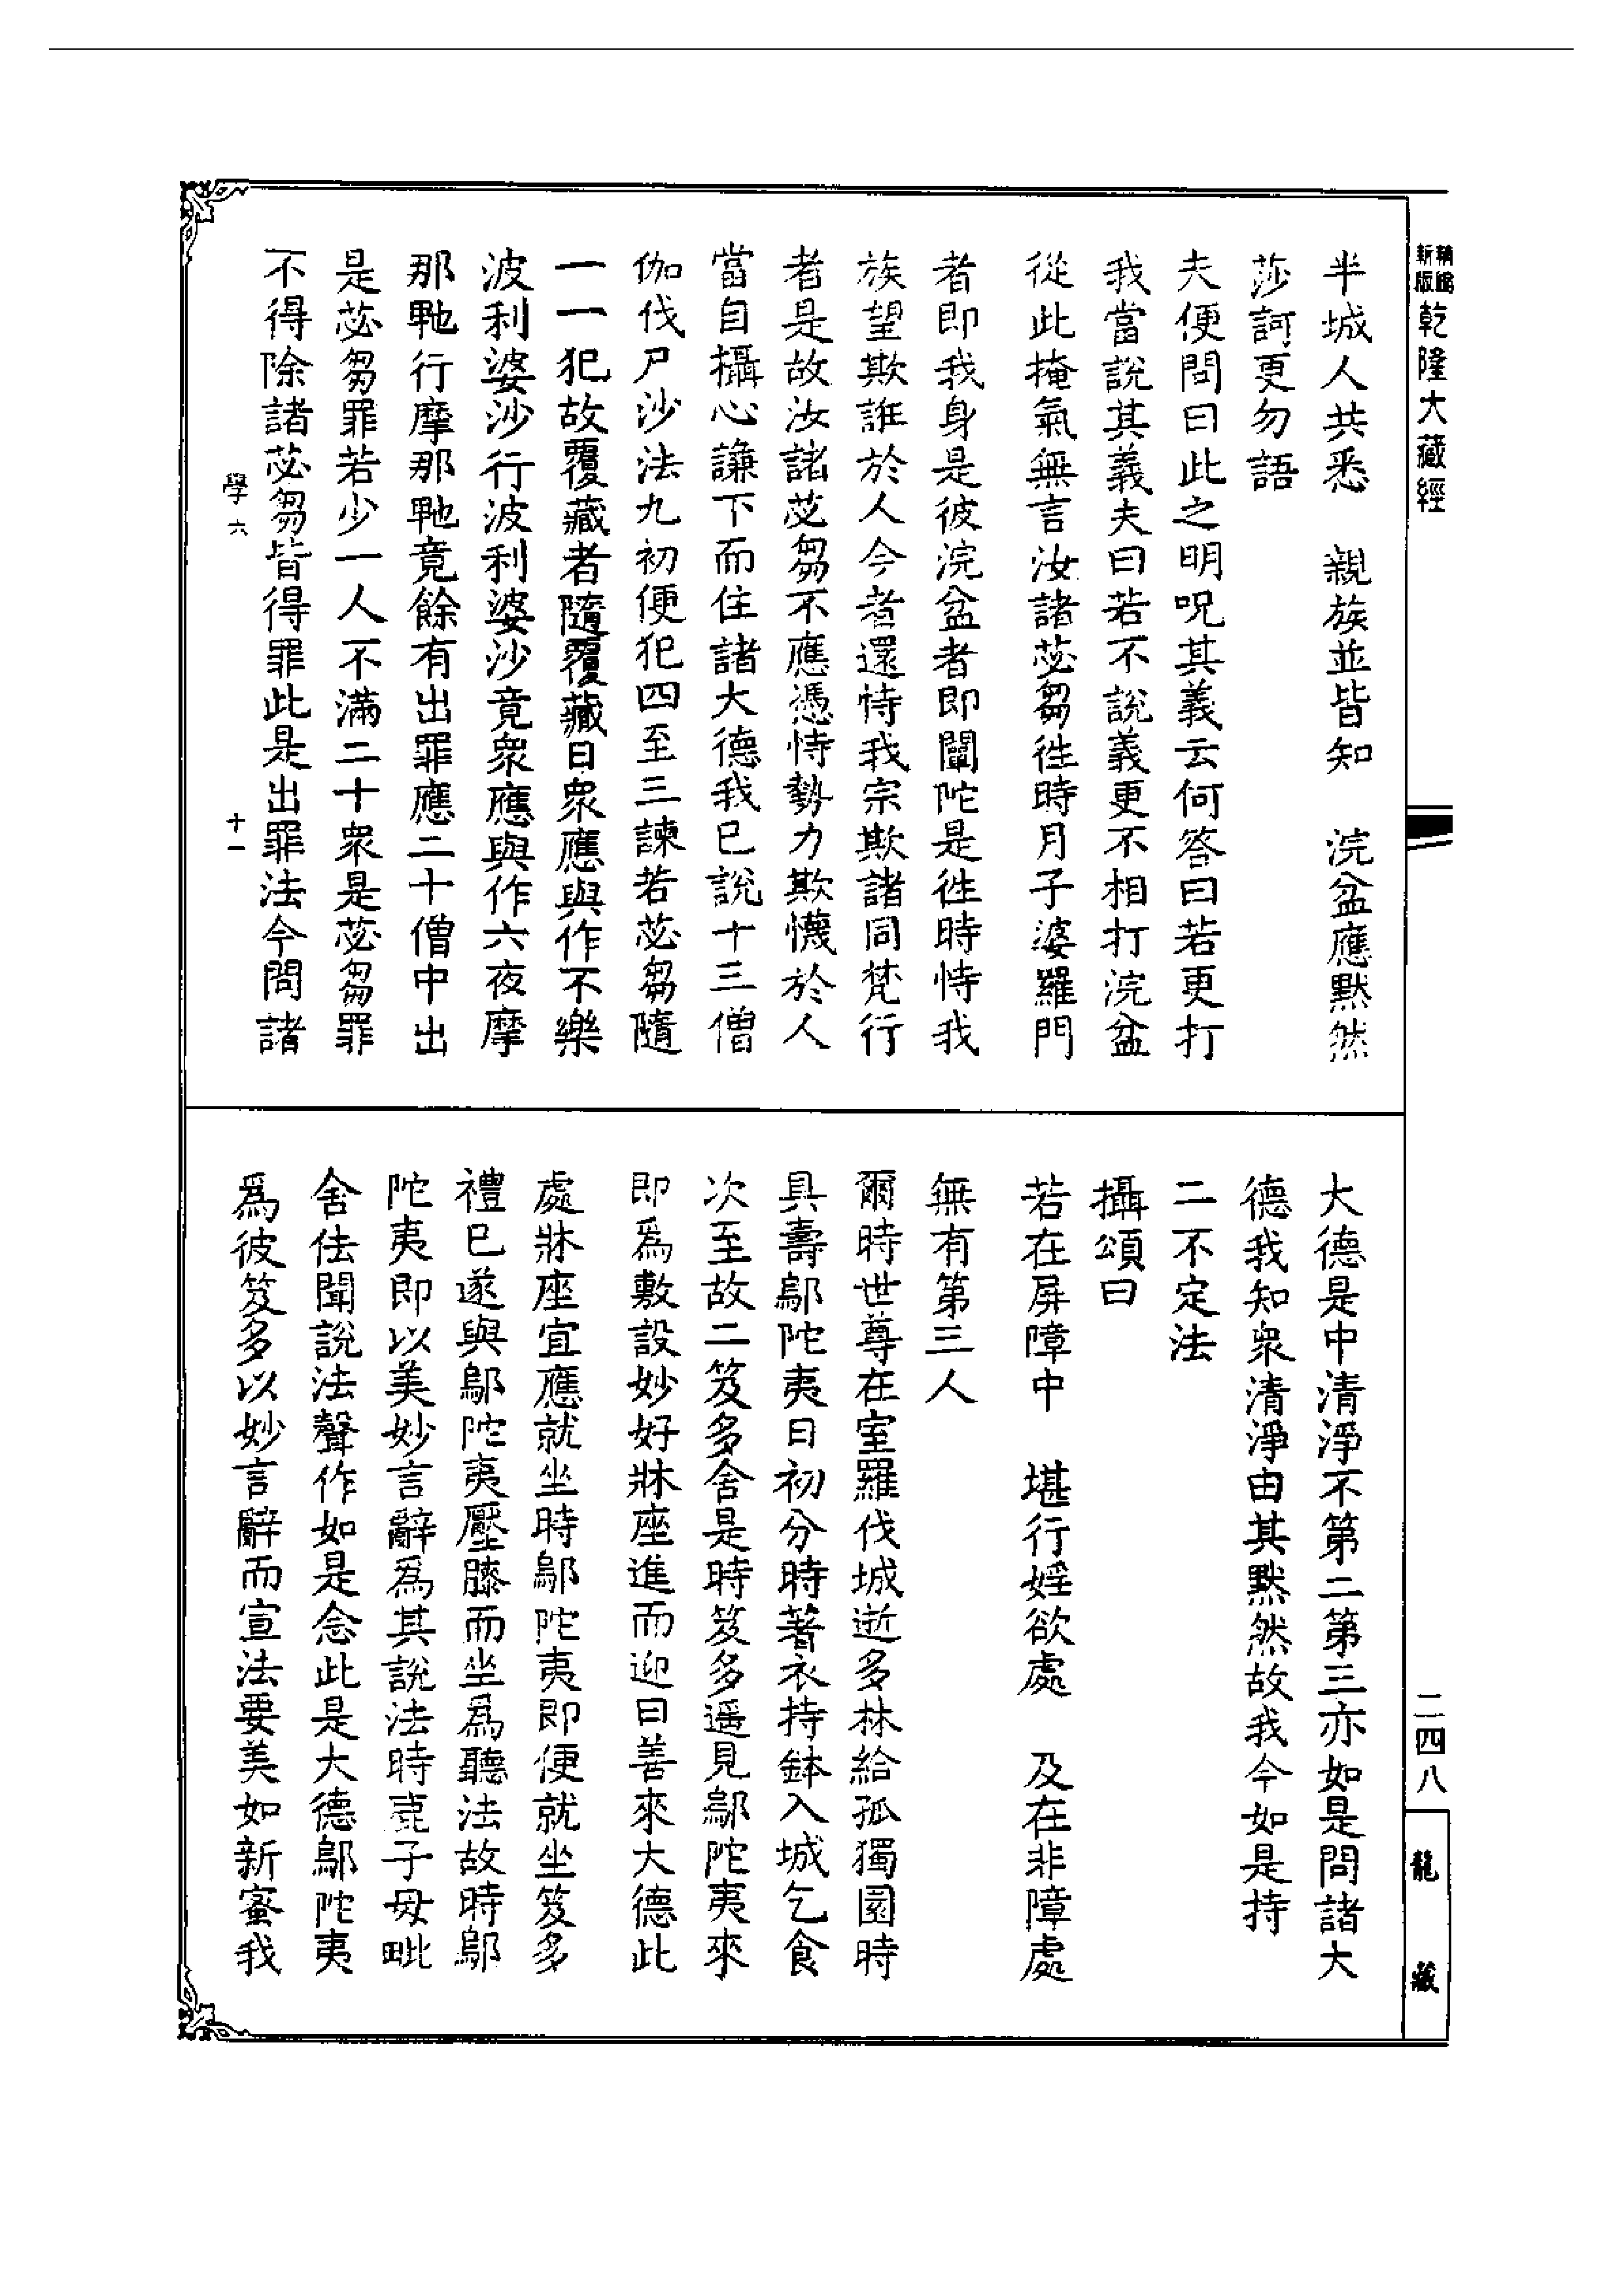 新編
新版
乾隆大藏經
半城人共悉　親族並皆知　浣盆應默然
莎訶更勿語
夫便問曰此之明呪其義云何答曰若更打
我當說其義夫曰若不說義更不相打浣盆
從此掩氣無言汝諸苾芻徃時月子婆羅門
者即我身是彼浣盆者即闡陀是徃時恃我
族望欺誑於人今者還恃我宗欺諸同梵行
者是故汝諸苾芻不應憑恃勢力欺懱於人
當自攝心謙下而住諸大德我已說十三僧
伽伐尸沙法九初便犯四至三諫若苾芻隨
一一犯故覆藏者隨覆藏日衆應與作不樂
波利婆沙行波利婆沙竟衆應與作六夜摩
那𭼬行摩那𭼬竟餘有出罪應二十僧中出
是苾芻罪若少一人不滿二十衆是苾芻罪
不得除諸苾芻皆得罪此是出罪法今問諸
學六
十一
大德是中清淨不第二第三亦如是問諸大
德我知衆清淨由其默然故我今如是持
二不定法
攝頌曰
若在屏障中　堪行婬欲處　及在非障處
無有第三人
爾時世尊在室羅伐城逝多林給孤獨園時
具壽鄔陀夷日初分時著衣持鉢入城乞食
次至故二笈多舍是時笈多遥見鄔陀夷來
即爲敷設妙好牀座進而迎曰善來大德此
處牀座宜應就坐時鄔陀夷即便就坐笈多
禮已遂與鄔陀夷壓膝而坐爲聽法故時鄔
陀夷即以美妙言辭爲其說法時鹿子母毗
舍佉聞說法聲作如是念此是大德鄔陀夷
爲彼笈多以妙言辭而宣法要美如新蜜我
二四八
龍
藏